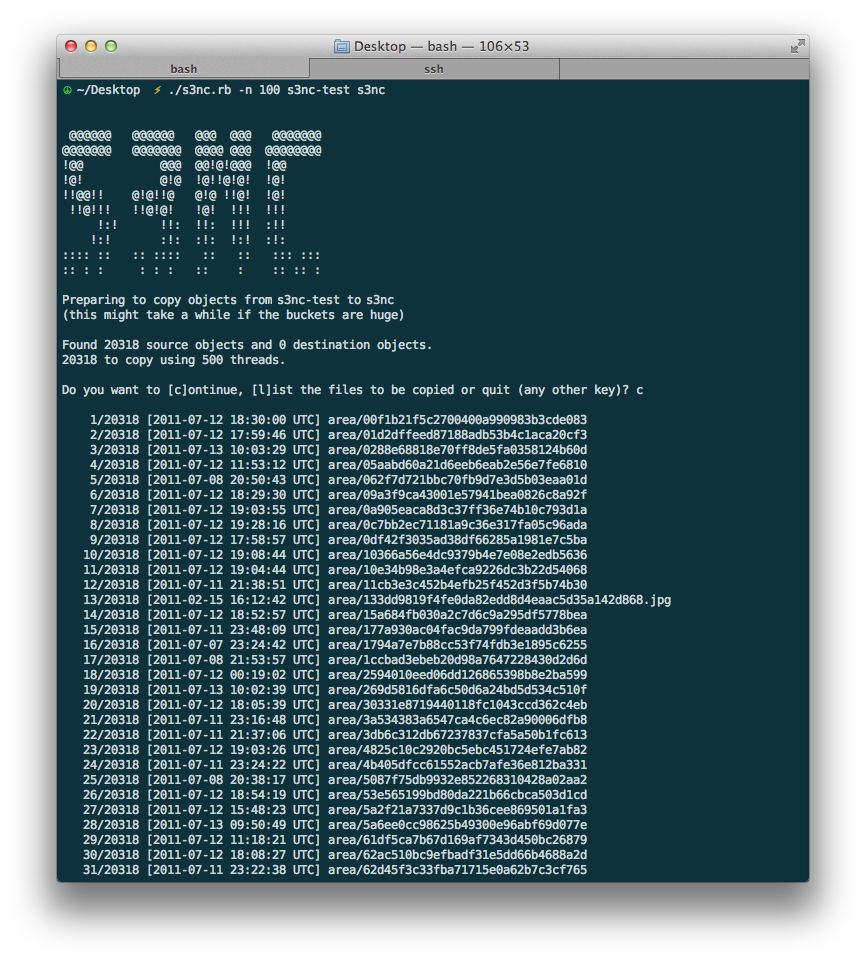 Desktop — bash — 106×53
bash ssh
~/Desktop ⚡ ./s3nc.rb -n 100 s3nc-test s3nc
 @@@@@@   @@@@@@   @@@  @@@   @@@@@@@
@@@@@@@   @@@@@@@  @@@@ @@@  @@@@@@@@
!@@           @@@  @@!@!@@@  !@@
!@!           @!@  !@!!@!@!  !@!
!!@@!!    @!@!!@   @!@ !!@!  !@!
 !!@!!!   !!@!@!   !@!  !!!  !!!
     !:!      !!:  !!:  !!!  :!!
    !:!       :!:  :!:  !:!  :!:
:::: ::   :: ::::   ::   ::   ::: :::
:: : :     : : :   ::    :    :: :: :
Preparing to copy objects from s3nc-test to s3nc
(this might take a while if the buckets are huge)
Found 20318 source objects and 0 destination objects.
20318 to copy using 500 threads.
Do you want to [c]ontinue, [l]ist the files to be copied or quit (any other key)? c
1/20318 [2011-07-12 18:30:00 UTC] area/00f1b21f5c2700400a990983b3cde083
2/20318 [2011-07-12 17:59:46 UTC] area/01d2dffeed87188adb53b4c1aca20cf3
3/20318 [2011-07-13 10:03:29 UTC] area/0288e68818e70ff8de5fa0358124b60d
4/20318 [2011-07-12 11:53:12 UTC] area/05aabd60a21d6eeb6eab2e56e7fe6810
5/20318 [2011-07-08 20:50:43 UTC] area/062f7d721bbc70fb9d7e3d5b03eaa01d
6/20318 [2011-07-12 18:29:30 UTC] area/09a3f9ca43001e57941bea0826c8a92f
7/20318 [2011-07-12 19:03:55 UTC] area/0a905eaca8d3c37ff36e74b10c793d1a
8/20318 [2011-07-12 19:28:16 UTC] area/0c7bb2ec71181a9c36e317fa05c96ada
9/20318 [2011-07-12 17:58:57 UTC] area/0df42f3035ad38df66285a1981e7c5ba
10/20318 [2011-07-12 19:08:44 UTC] area/10366a56e4dc9379b4e7e08e2edb5636
11/20318 [2011-07-12 19:04:44 UTC] area/10e34b98e3a4efca9226dc3b22d54068
12/20318 [2011-07-11 21:38:51 UTC] area/11cb3e3c452b4efb25f452d3f5b74b30
13/20318 [2011-02-15 16:12:42 UTC] area/133dd9819f4fe0da82edd8d4eaac5d35a142d868.jpg
14/20318 [2011-07-12 18:52:57 UTC] area/15a684fb030a2c7d6c9a295df5778bea
15/20318 [2011-07-11 23:48:09 UTC] area/177a930ac04fac9da799fdeaadd3b6ea
16/20318 [2011-07-07 23:24:42 UTC] area/1794a7e7b88cc53f74fdb3e1895c6255
17/20318 [2011-07-08 21:53:57 UTC] area/1ccbad3ebeb20d98a7647228430d2d6d
18/20318 [2011-07-12 00:19:02 UTC] area/2594010eed06dd126865398b8e2ba599
19/20318 [2011-07-13 10:02:39 UTC] area/269d5816dfa6c50d6a24bd5d534c510f
20/20318 [2011-07-12 18:05:39 UTC] area/30331e8719440118fc1043ccd362c4eb
21/20318 [2011-07-11 23:16:48 UTC] area/3a534383a6547ca4c6ec82a90006dfb8
22/20318 [2011-07-11 21:37:06 UTC] area/3db6c312db67237837cfa5a50b1fc613
23/20318 [2011-07-12 19:03:26 UTC] area/4825c10c2920bc5ebc451724efe7ab82
24/20318 [2011-07-11 23:24:22 UTC] area/4b405dfcc61552acb7afe36e812ba331
25/20318 [2011-07-08 20:38:17 UTC] area/5087f75db9932e852268310428a02aa2
26/20318 [2011-07-12 18:54:19 UTC] area/53e565199bd80da221b66cbca503d1cd
27/20318 [2011-07-12 15:48:23 UTC] area/5a2f21a7337d9c1b36cee869501a1fa3
28/20318 [2011-07-13 09:50:49 UTC] area/5a6ee0cc98625b49300e96abf69d077e
29/20318 [2011-07-12 11:18:21 UTC] area/61df5ca7b67d169af7343d450bc26879
30/20318 [2011-07-12 18:08:27 UTC] area/62ac510bc9efbadf31e5dd66b4688a2d
31/20318 [2011-07-11 23:22:38 UTC] area/62d45f3c33fba71715e0a62b7c3cf765